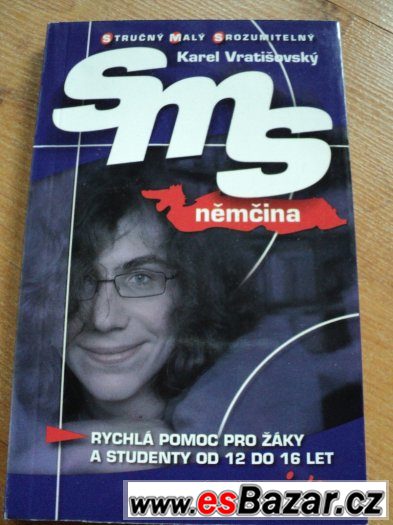 STRUČNÝ MALÝ SROZUMITELNÝ
Karel Vratišovský
SMS
němčina
RYCHLÁ POMOC PRO ŽÁKY
A STUDENTY OD 12 DO 16 LET
www.esBazar.cz